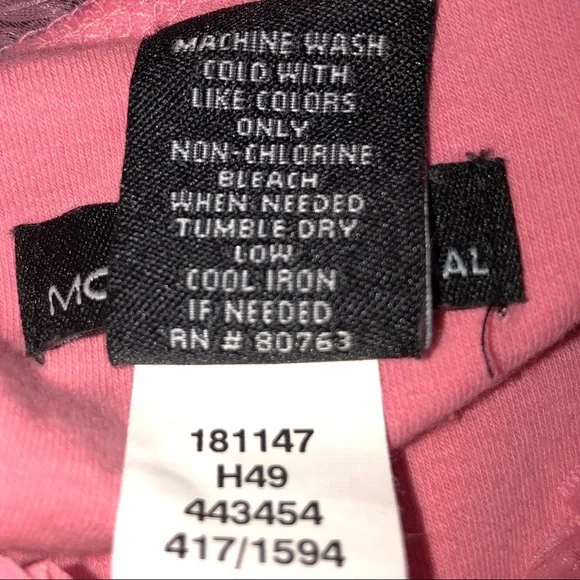 MACHINE WASH
COLD WITH
LIKE COLORS
ONLY
NON-CHLORINE
BLEACH
WHEN NEEDED
TUMBLE DRY
LOW
COOL IRON
IF NEEDED
RN # 80763
MC AL
181147
H49
443454
417/1594